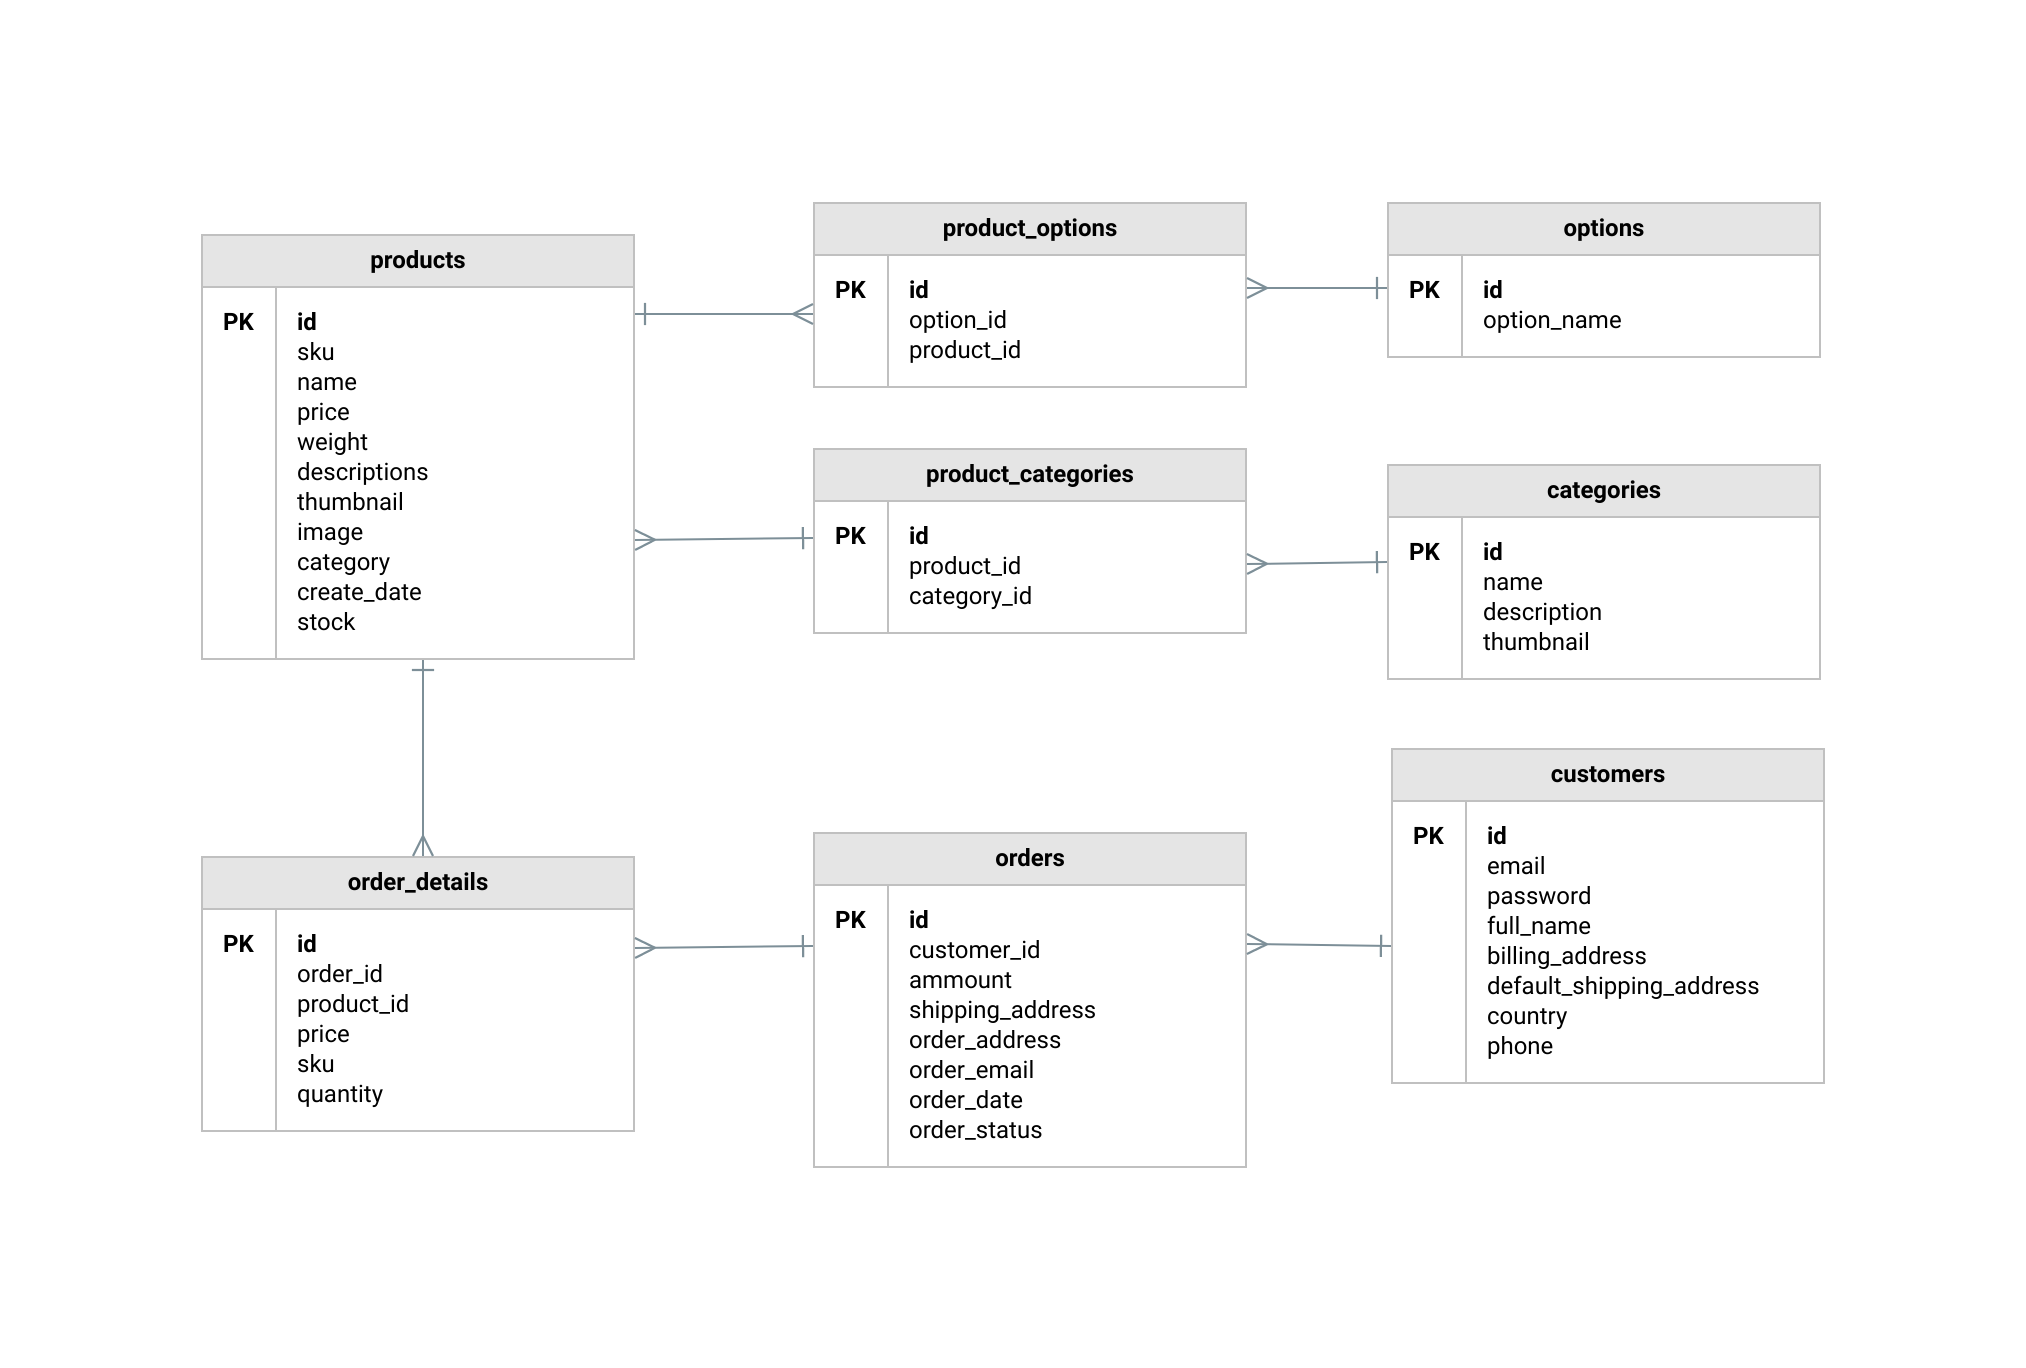 products
PK id
sku
name
price
weight
descriptions
thumbnail
image
category
create_date
stock
product_options
PK id
option_id
product_id
options
PK id
option_name
product_categories
PK id
product_id
category_id
categories
PK id
name
description
thumbnail
order_details
PK id
order_id
product_id
price
sku
quantity
orders
PK id
customer_id
ammount
shipping_address
order_address
order_email
order_date
order_status
customers
PK id
email
password
full_name
billing_address
default_shipping_address
country
phone